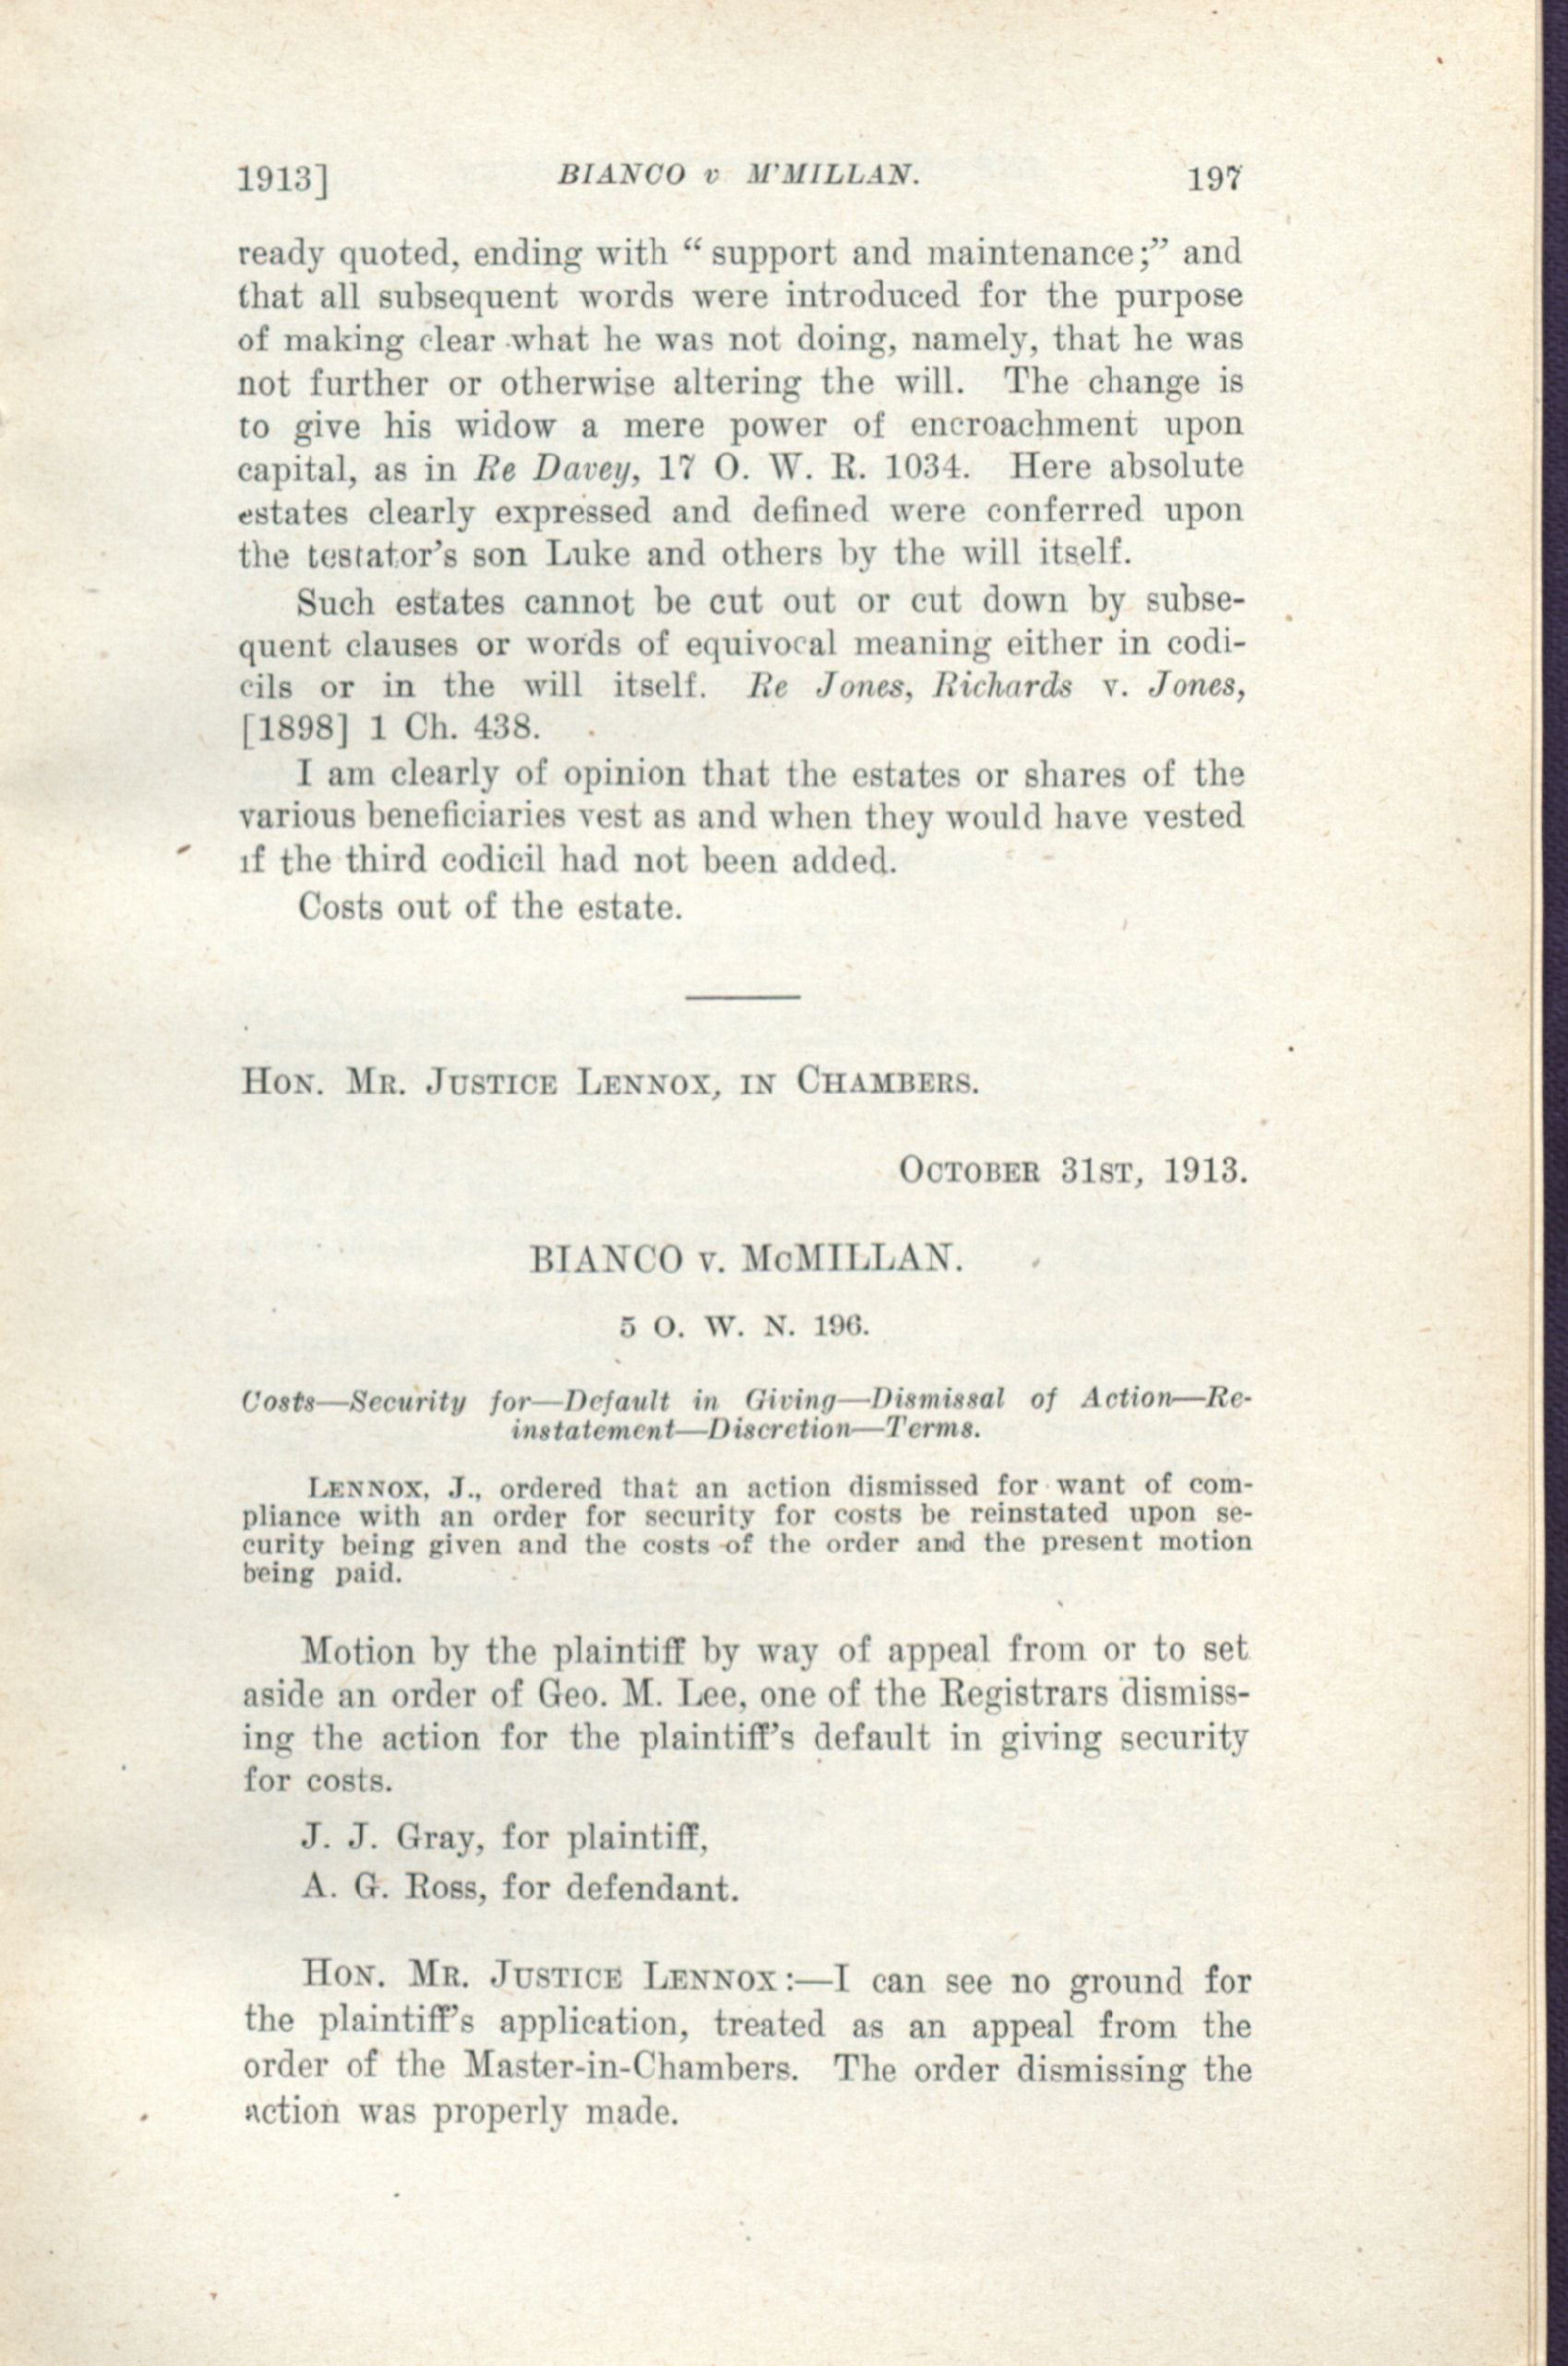 1913] BIANCO v M'MILLAN. 197
ready quoted, ending with " support and maintenance;" and
that all subsequent words were introduced for the purpose
of making clear what he was not doing, namely, that he was
not further or otherwise altering the will. The change is
to give his widow a mere power of encroachment upon
capital, as in Re Davey, 17 O. W. R. 1034. Here absolute
estates clearly expressed and defined were conferred upon
the testator's son Luke and others by the will itself.
Such estates cannot be cut out or cut down by subse-
quent clauses or words of equivocal meaning either in codi-
cils or in the will itself. Re Jones, Richards v. Jones,
[1898] 1 Ch. 438.
I am clearly of opinion that the estates or shares of the
various beneficiaries vest as and when they would have vested
if the third codicil had not been added.
Costs out of the estate.
HON. MR. JUSTICE LENNOX, IN CHAMBERS.
OCTOBER 31ST, 1913.
BIANCO v. McMILLAN.
5 O. W. N. 196.
Costs—Security for—Default in Giving—Dismissal of Action—Re-
instatement—Discretion—Terms.
LENNOX, J., ordered that an action dismissed for want of com-
pliance with an order for security for costs be reinstated upon se-
curity being given and the costs of the order and the present motion
being paid.
Motion by the plaintiff by way of appeal from or to set
aside an order of Geo. M. Lee, one of the Registrars dismiss-
ing the action for the plaintiff's default in giving security
for costs.
J. J. Gray, for plaintiff,
A. G. Ross, for defendant.
HON. MR. JUSTICE LENNOX:—I can see no ground for
the plaintiff's application, treated as an appeal from the
order of the Master-in-Chambers. The order dismissing the
action was properly made.